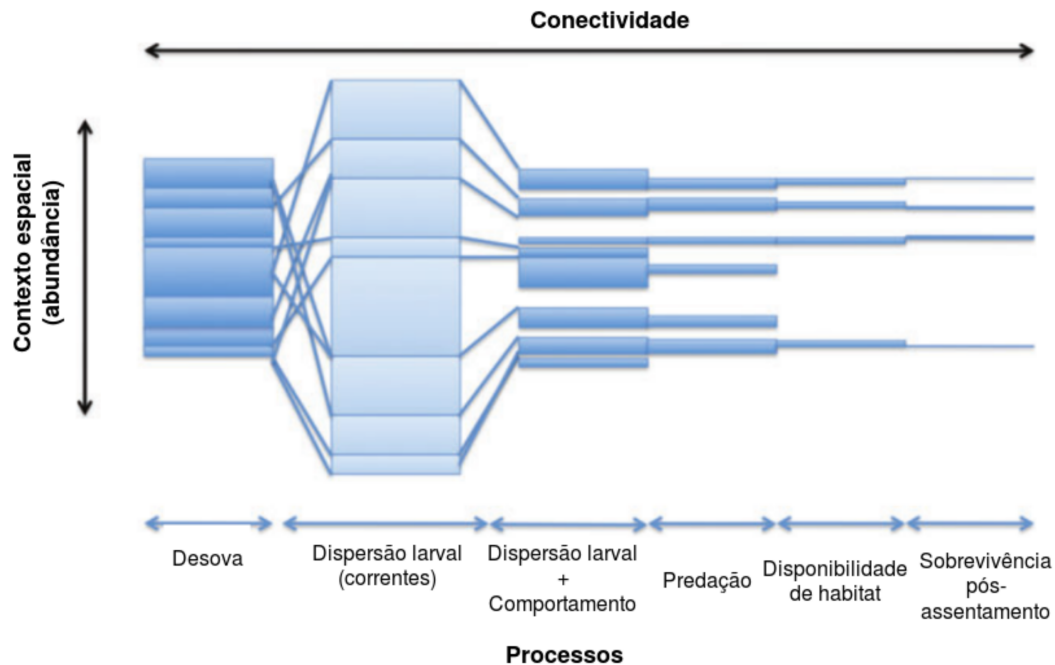 Conectividade
Contexto espacial
(abundância)
Desova
Dispersão larval
(correntes)
Dispersão larval
+
Comportamento
Predação
Disponibilidade
de habitat
Sobrevivência
pós-
assentamento
Processos